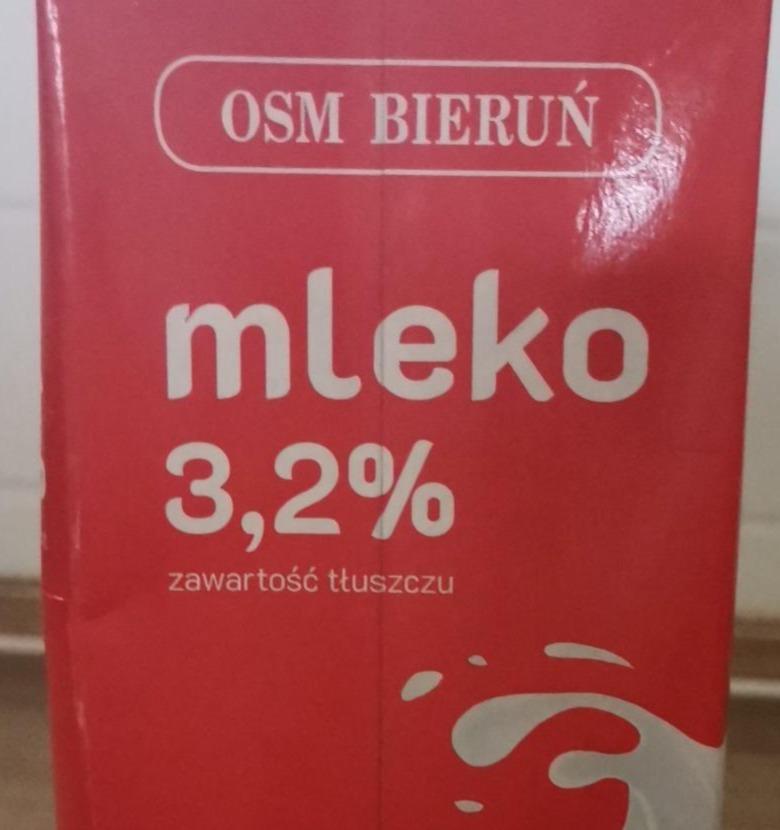 OSM BIERUŃ
mleko
3,2%
zawartość tłuszczu